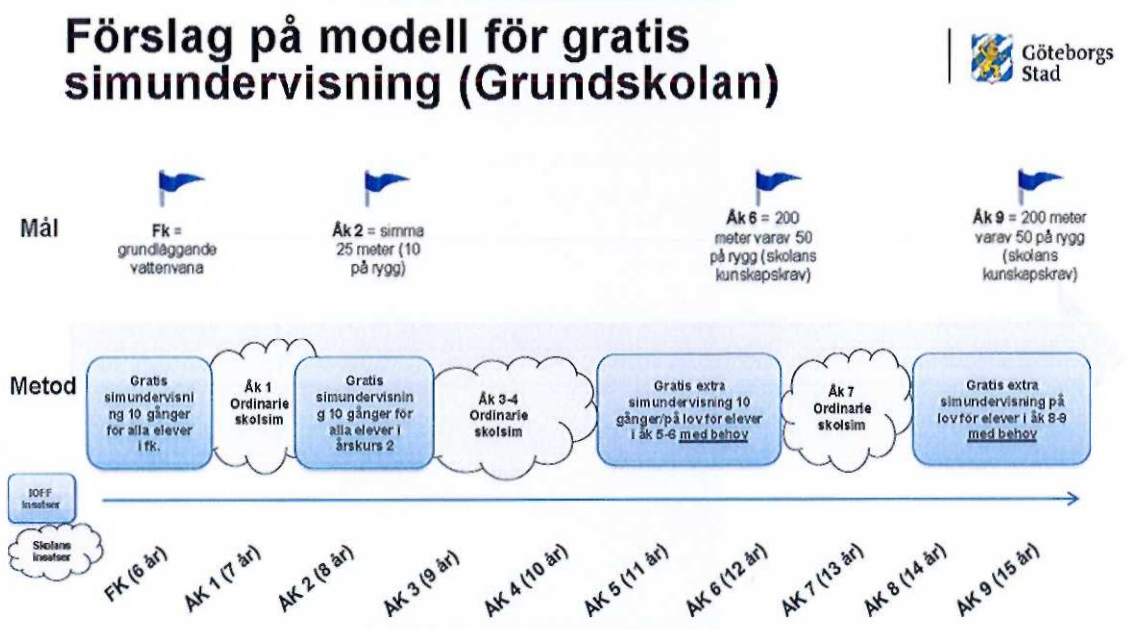 Förslag på modell för gratis
simundervisning (Grundskolan)
Göteborgs
Stad
Mål
Fk =
grundläggande
vattenvana
Åk 2 = simma
25 meter (10
på rygg)
Åk 6 = 200
meter varav 50
på rygg (skolans
kunskapskrav)
Åk 9 = 200 meter
varav 50 på rygg
(skolans
kunskapskrav)
Metod
Gratis
simundervisni
ng 10 gånger
för alla elever
i fk.
Åk 1
Ordinarie
skolsim
Gratis
simundervisnin
g 10 gånger för
alla elever i
årskurs 2
Åk 3-4
Ordinarie
skolsim
Gratis extra
simundervisning 10
gånger/på lov för elever
i åk 5-6 med behov
Åk 7
Ordinarie
skolsim
Gratis extra
simundervisning på
lov för elever i åk 8-9
med behov
IOFF
insatser
Skolans
insatser
FK (6 år)
ÅK 1 (7 år)
ÅK 2 (8 år)
ÅK 3 (9 år)
ÅK 4 (10 år)
ÅK 5 (11 år)
ÅK 6 (12 år)
ÅK 7 (13 år)
ÅK 8 (14 år)
ÅK 9 (15 år)